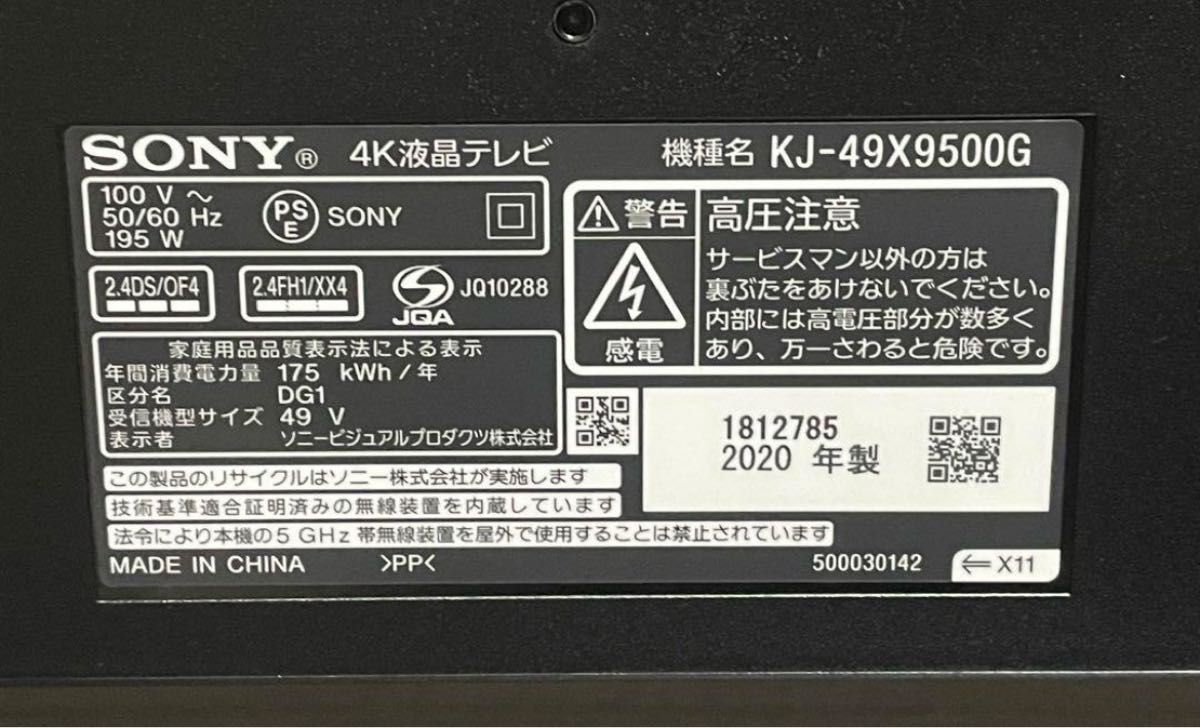 SONY® 4K液晶テレビ
機種名 KJ-49X9500G
100 V ～
50/60 Hz
195 W
PS
E
SONY
2.4DS/OF4
2.4FH1/XX4
JQA
JQ10288
警告
感電
高圧注意
サービスマン以外の方は
裏ぶたをあけないでください。
内部には高電圧部分が数多く
あり、万一さわると危険です。
家庭用品品質表示法による表示
年間消費電力量 175 kWh/年
区分名 DG1
受信機型サイズ 49 V
表示者 ソニービジュアルプロダクツ株式会社
1812785
2020 年製
この製品のリサイクルはソニー株式会社が実施します
技術基準適合証明済みの無線装置を内蔵しています
法令により本機の5 GHz 帯無線装置を屋外で使用することは禁止されています
MADE IN CHINA >PP< 500030142 ⇐X11